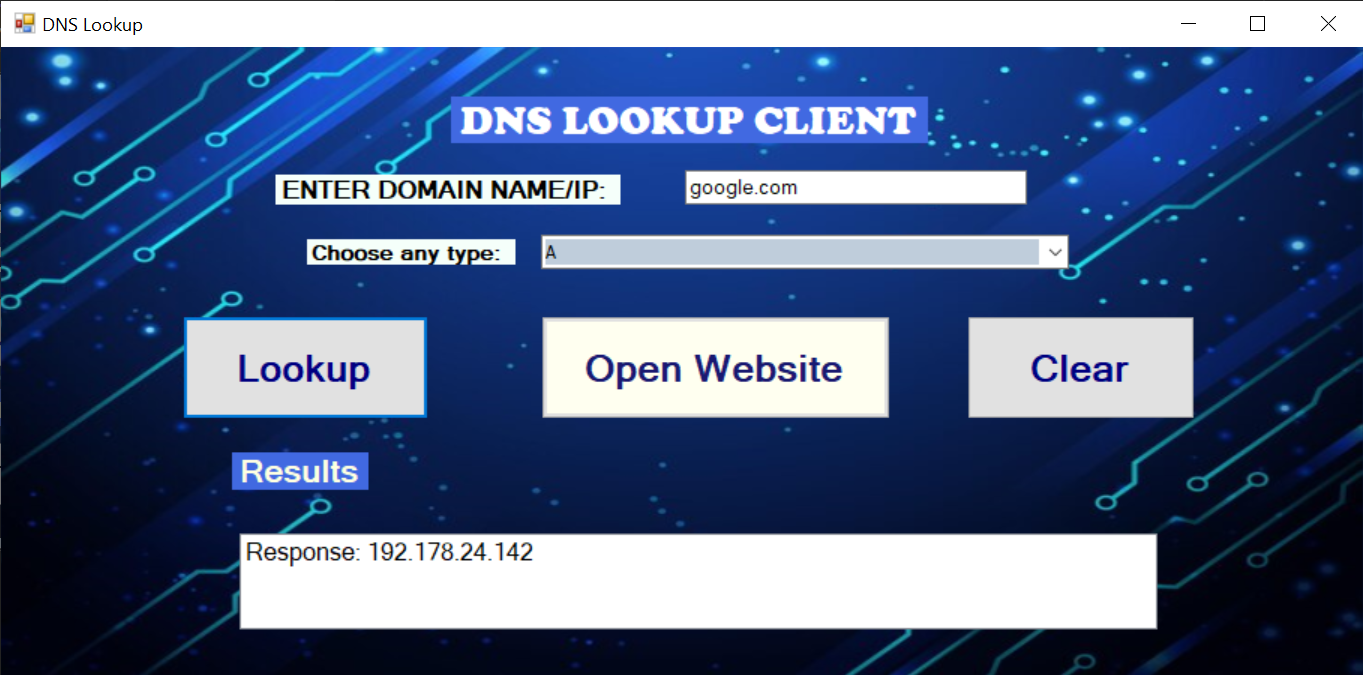 DNS Lookup
DNS LOOKUP CLIENT
ENTER DOMAIN NAME/IP: google.com
Choose any type: A
Lookup Open Website Clear
Results
Response: 192.178.24.142